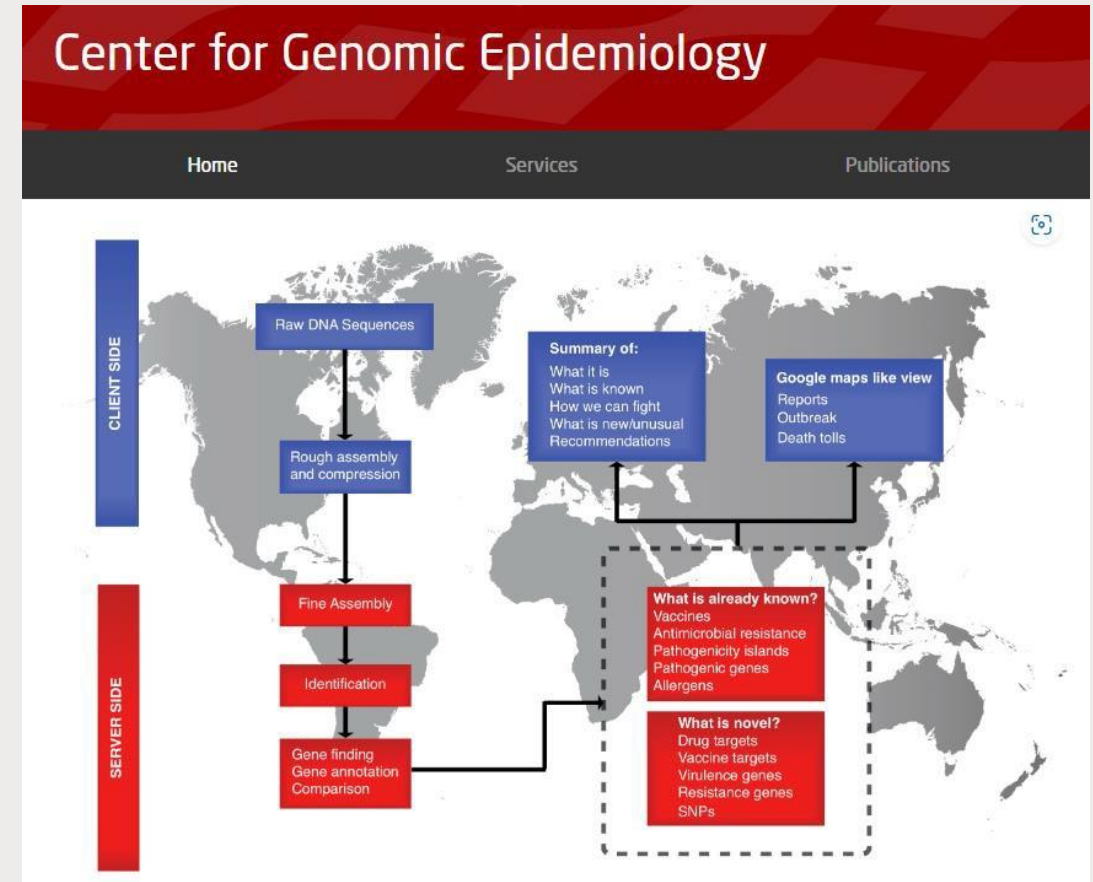 Center for Genomic Epidemiology
Home
Services
Publications
CLIENT SIDE
Raw DNA Sequences
Rough assembly
and compression
Summary of:
What it is
What is known
How we can fight
What is new/unusual
Recommendations
Google maps like view
Reports
Outbreak
Death tolls
SERVER SIDE
Fine Assembly
Identification
Gene finding
Gene annotation
Comparison
What is already known?
Vaccines
Antimicrobial resistance
Pathogenicity islands
Pathogenic genes
Allergens
What is novel?
Drug targets
Vaccine targets
Virulence genes
Resistance genes
SNPs